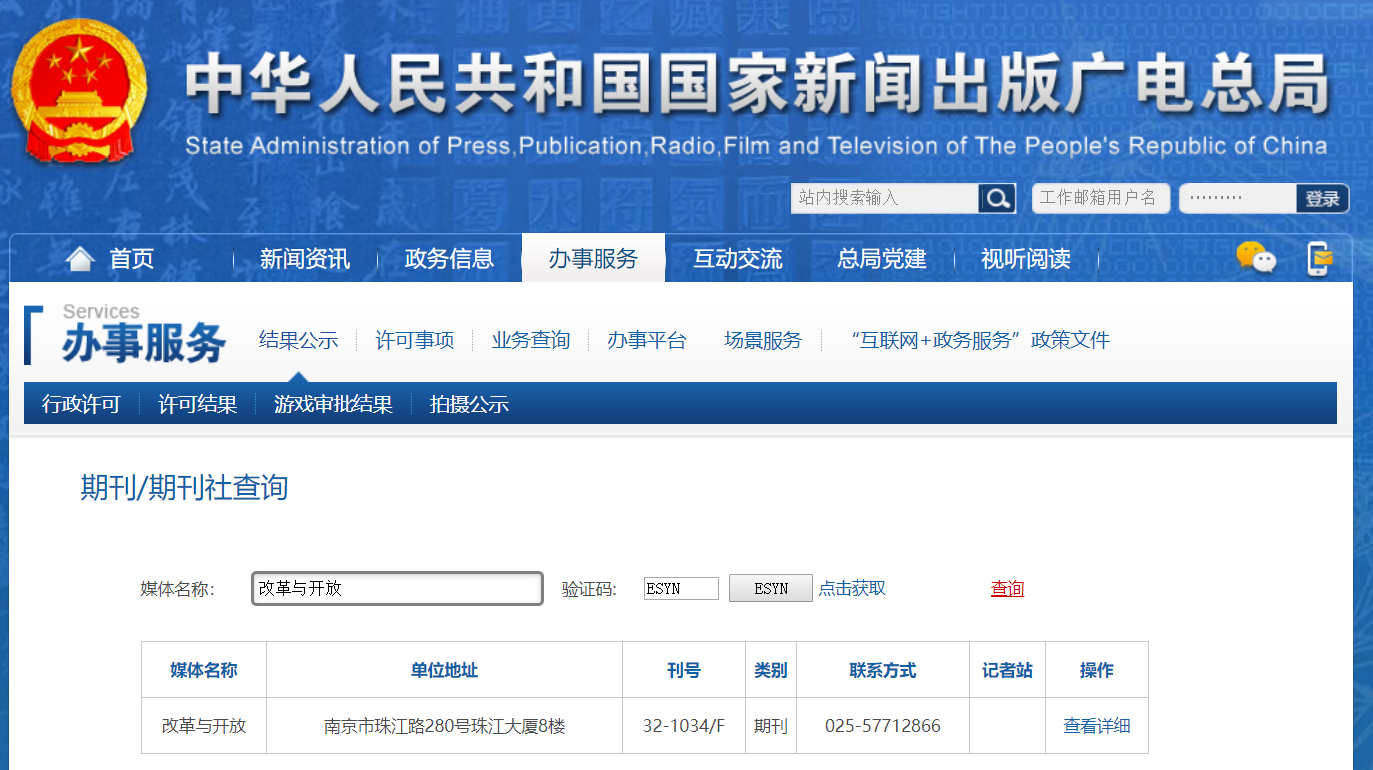 中华人民共和国国家新闻出版广电总局
State Administration of Press,Publication,Radio,Film and Television of The People's Republic of China
站内搜索输入 工作邮箱用户名 ········· 登录
首页 新闻资讯 政务信息 办事服务 互动交流 总局党建 视听阅读
Services
办事服务 结果公示 许可事项 业务查询 办事平台 场景服务 “互联网+政务服务”政策文件
行政许可 许可结果 游戏审批结果 拍摄公示
期刊/期刊社查询
媒体名称: 改革与开放 验证码: ESYN ESYN 点击获取 查询
媒体名称 单位地址 刊号 类别 联系方式 记者站 操作
改革与开放 南京市珠江路280号珠江大厦8楼 32-1034/F 期刊 025-57712866 查看详细